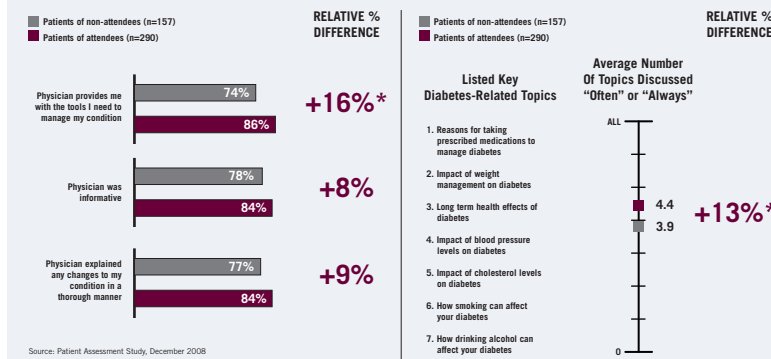 Patients of non-attendees (n=157)
Patients of attendees (n=290)
RELATIVE %
DIFFERENCE
Physician provides me
with the tools I need to
manage my condition
74%
86%
+16%*
Physician was
informative
78%
84%
+8%
Physician explained
any changes to my
condition in a
thorough manner
77%
84%
+9%
Source: Patient Assessment Study, December 2008
Patients of non-attendees (n=157)
Patients of attendees (n=290)
RELATIVE %
DIFFERENCE
Listed Key
Diabetes-Related Topics
Average Number
Of Topics Discussed
“Often” or “Always”
1. Reasons for taking
prescribed medications to
manage diabetes
2. Impact of weight
management on diabetes
3. Long term health effects of
diabetes
4. Impact of blood pressure
levels on diabetes
5. Impact of cholesterol levels
on diabetes
6. How smoking can affect
your diabetes
7. How drinking alcohol can
affect your diabetes
ALL
4.4
3.9
0
+13%*